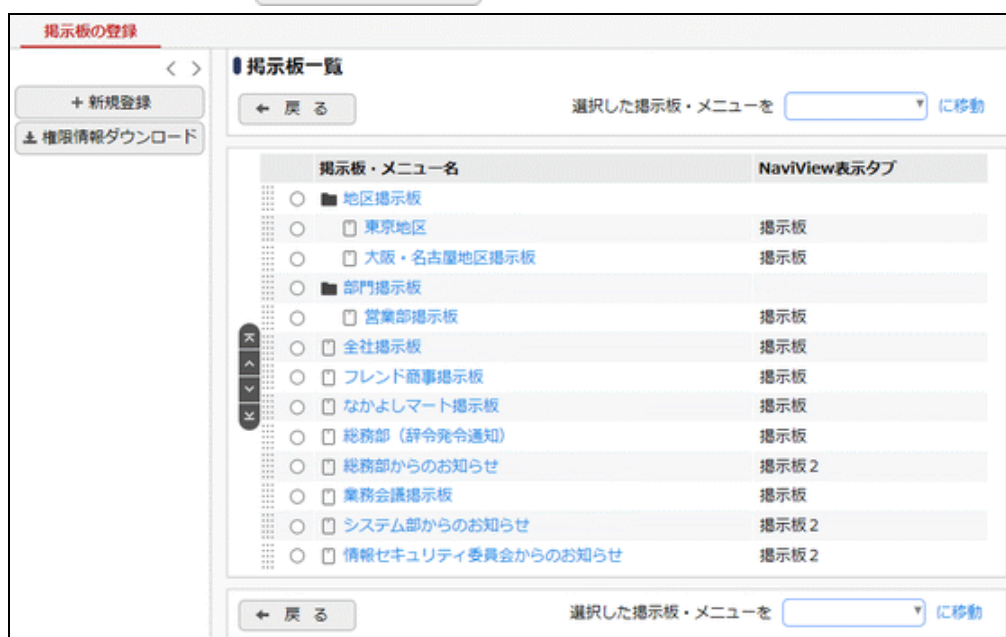 掲示板の登録
掲示板一覧
+ 新規登録
権限情報ダウンロード
戻る 選択した掲示板・メニューを に移動
掲示板・メニュー名 NaviView表示タブ
地区掲示板
東京地区 掲示板
大阪・名古屋地区掲示板 掲示板
部門掲示板
営業部掲示板 掲示板
全社掲示板 掲示板
フレンド商事掲示板 掲示板
なかよしマート掲示板 掲示板
総務部（辞令発令通知） 掲示板
総務部からのお知らせ 掲示板2
業務会議掲示板 掲示板
システム部からのお知らせ 掲示板2
情報セキュリティ委員会からのお知らせ 掲示板2
戻る 選択した掲示板・メニューを に移動